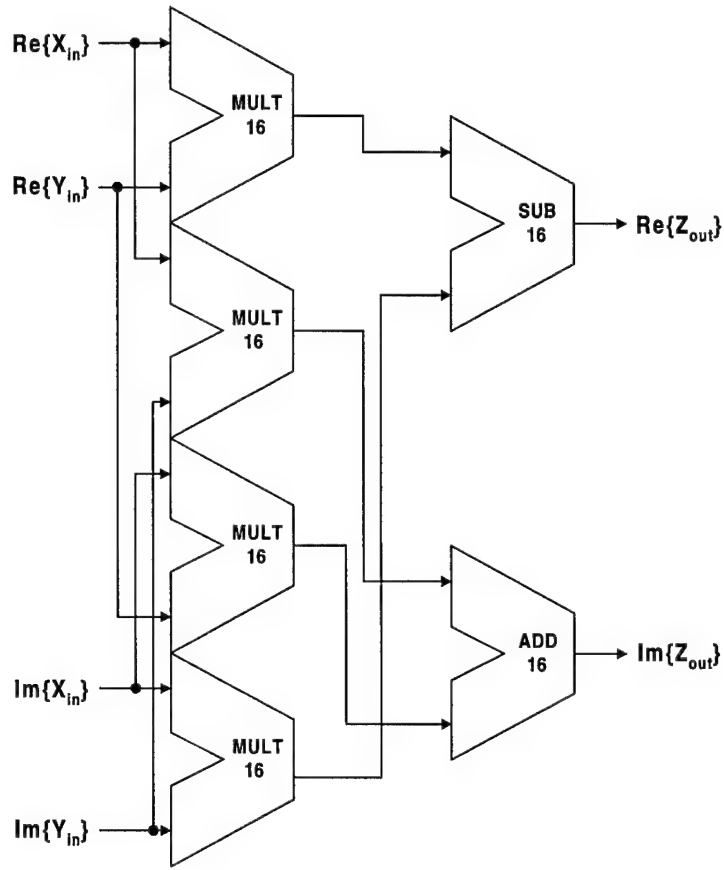 Re{X_in}
MULT
16
Re{Y_in}
SUB
16
Re{Z_out}
MULT
16
MULT
16
ADD
16
Im{Z_out}
Im{X_in}
MULT
16
Im{Y_in}